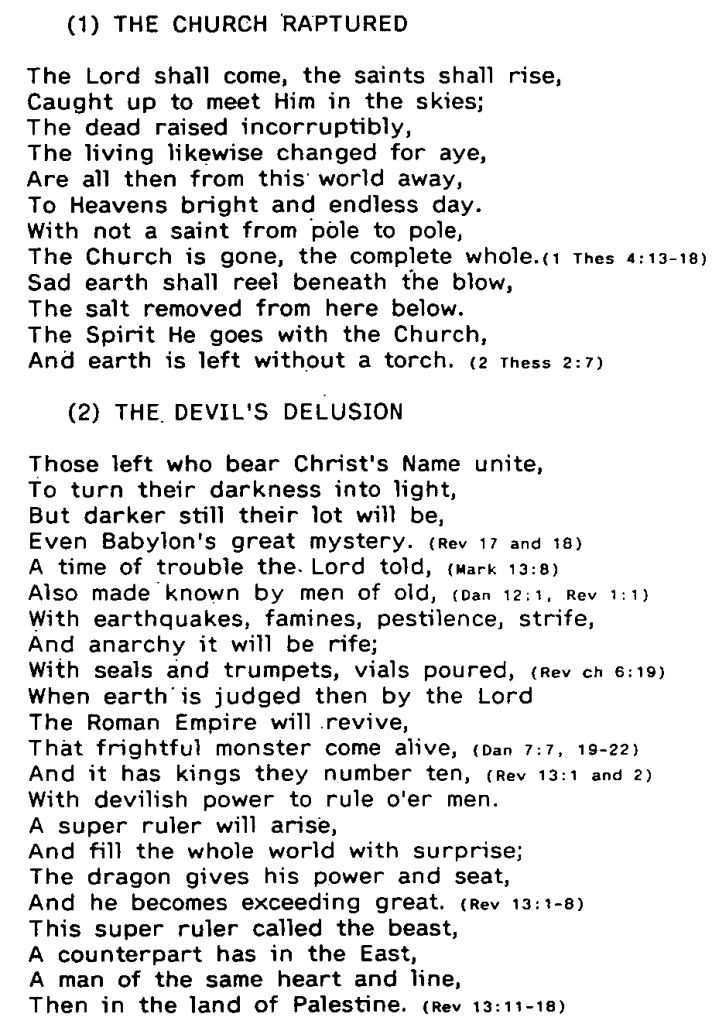 (1) THE CHURCH RAPTURED
The Lord shall come, the saints shall rise,
Caught up to meet Him in the skies;
The dead raised incorruptibly,
The living likewise changed for aye,
Are all then from this world away,
To Heavens bright and endless day.
With not a saint from pole to pole,
The Church is gone, the complete whole.(1 Thes 4:13-18)
Sad earth shall reel beneath the blow,
The salt removed from here below.
The Spirit He goes with the Church,
And earth is left without a torch. (2 Thess 2:7)
(2) THE DEVIL'S DELUSION
Those left who bear Christ's Name unite,
To turn their darkness into light,
But darker still their lot will be,
Even Babylon's great mystery. (Rev 17 and 18)
A time of trouble the Lord told, (Mark 13:8)
Also made known by men of old, (Dan 12:1, Rev 1:1)
With earthquakes, famines, pestilence, strife,
And anarchy it will be rife;
With seals and trumpets, vials poured, (Rev ch 6:19)
When earth is judged then by the Lord
The Roman Empire will revive,
That frightful monster come alive, (Dan 7:7, 19-22)
And it has kings they number ten, (Rev 13:1 and 2)
With devilish power to rule o'er men.
A super ruler will arise,
And fill the whole world with surprise;
The dragon gives his power and seat,
And he becomes exceeding great. (Rev 13:1-8)
This super ruler called the beast,
A counterpart has in the East,
A man of the same heart and line,
Then in the land of Palestine. (Rev 13:11-18)